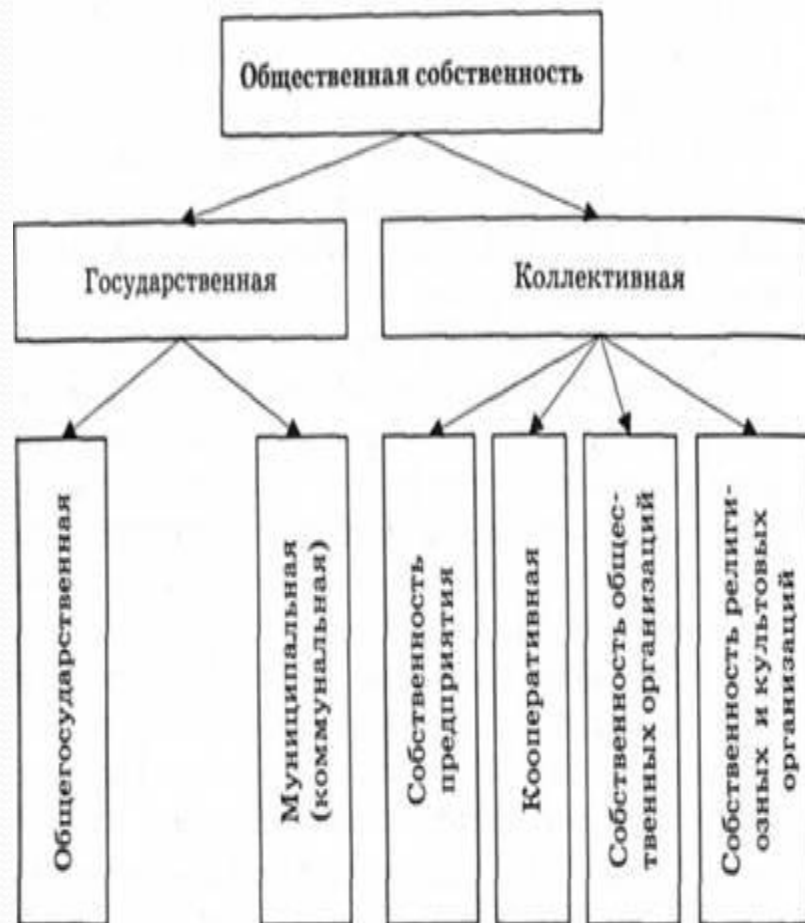 Общественная собственность
Государственная
Коллективная
Общегосударственная
Муниципальная
(коммунальная)
Собственность
предприятия
Кооперативная
Собственность общес-
твенных организаций
Собственность религи-
озных и культовых
организаций